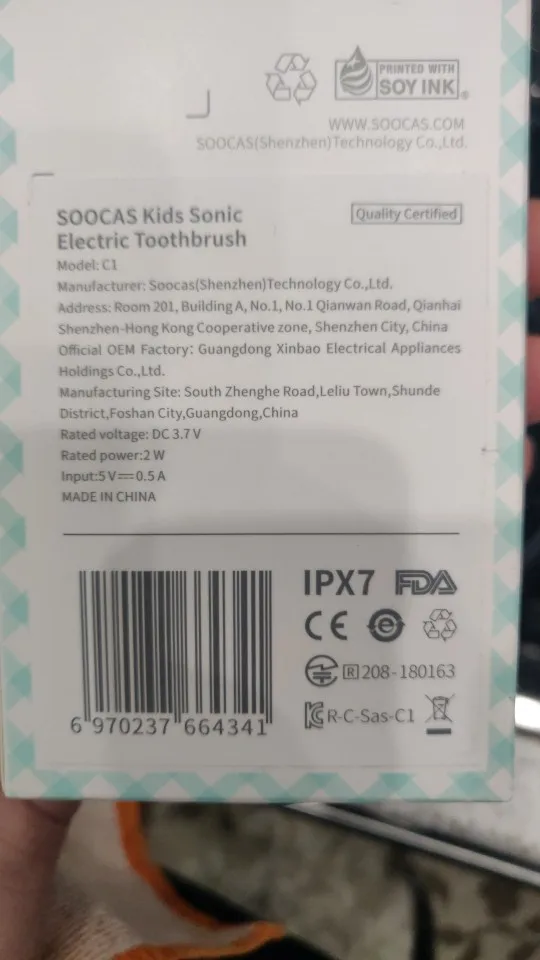 PRINTED WITH
SOY INK
WWW.SOOCAS.COM
SOOCAS(Shenzhen)Technology Co.,Ltd.
SOOCAS Kids Sonic
Electric Toothbrush
Quality Certified
Model: C1
Manufacturer: Soocas(Shenzhen)Technology Co.,Ltd.
Address: Room 201, Building A, No.1, No.1 Qianwan Road, Qianhai
Shenzhen-Hong Kong Cooperative zone, Shenzhen City, China
Official OEM Factory: Guangdong Xinbao Electrical Appliances
Holdings Co.,Ltd.
Manufacturing Site: South Zhenghe Road,Leliu Town,Shunde
District,Foshan City,Guangdong,China
Rated voltage: DC 3.7 V
Rated power:2 W
Input:5 V⎓0.5 A
MADE IN CHINA
IPX7 FDA
CE
R 208-180163
R-C-Sas-C1
6 970237 664341